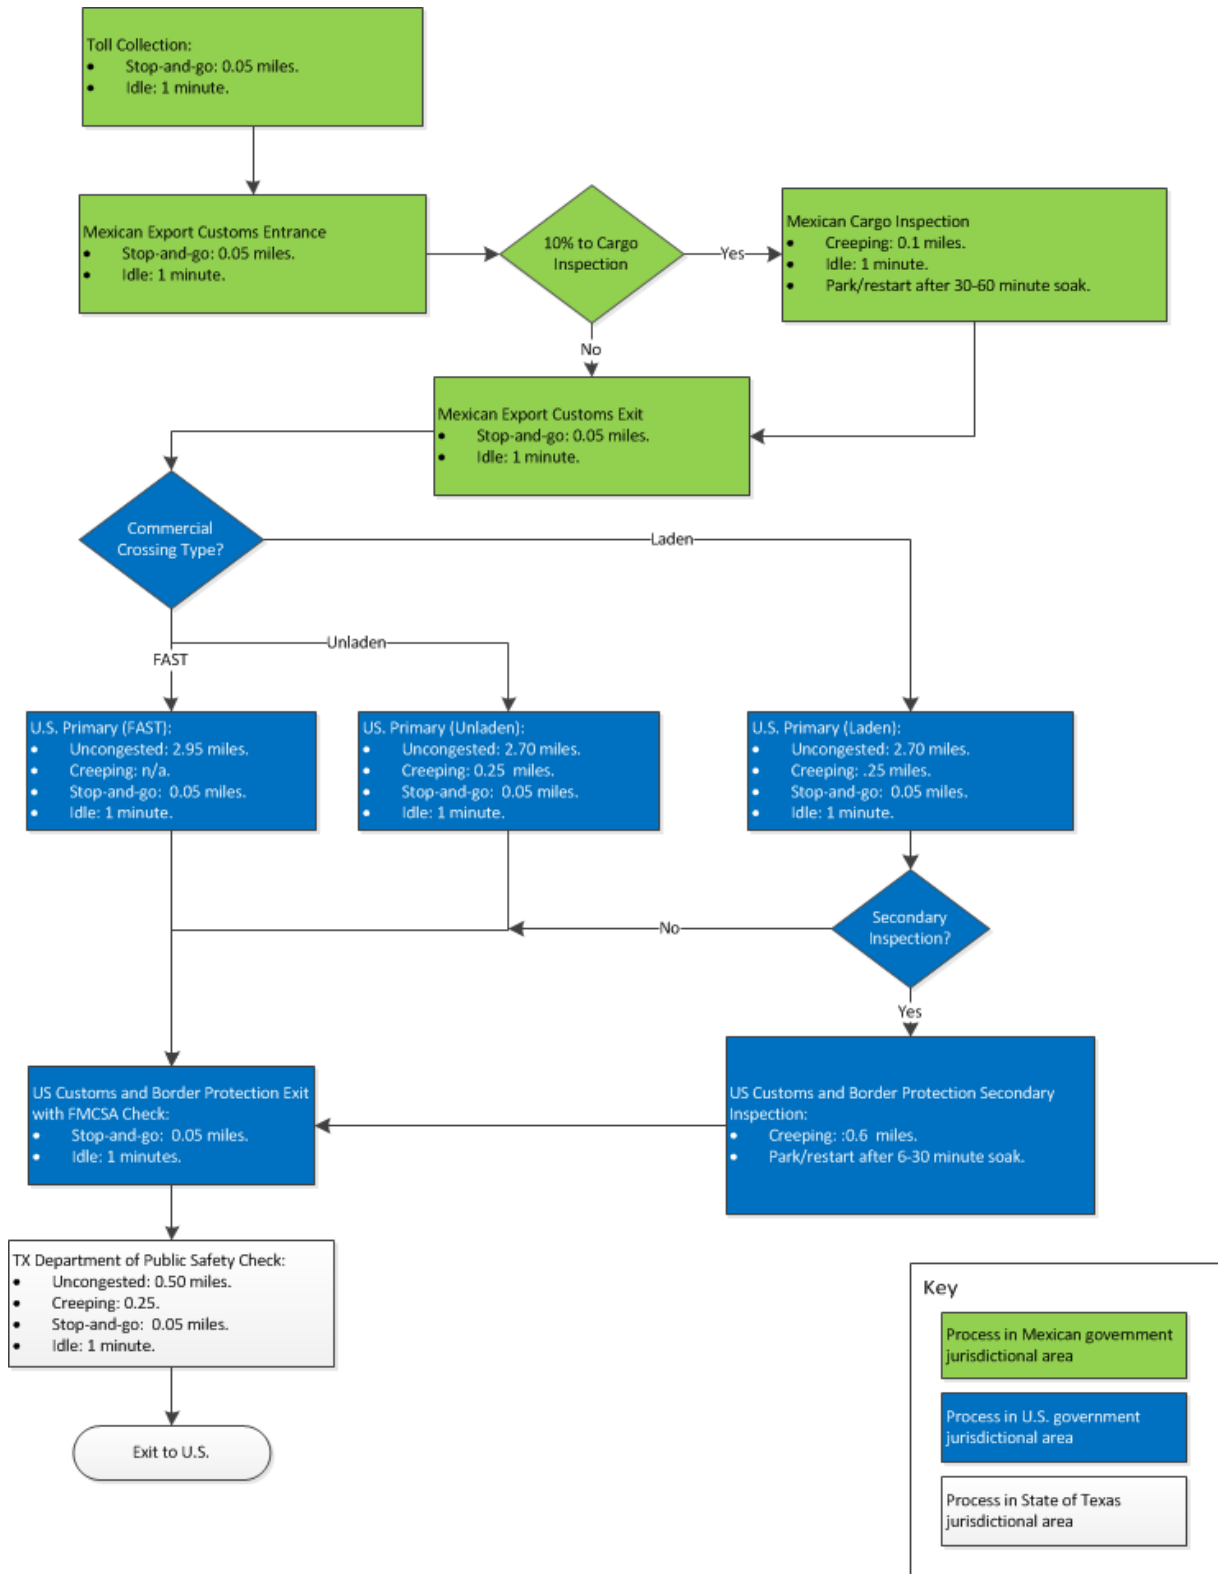 Toll Collection:
• Stop-and-go: 0.05 miles.
• Idle: 1 minute.
Mexican Export Customs Entrance
• Stop-and-go: 0.05 miles.
• Idle: 1 minute.
10% to Cargo
Inspection
Yes
Mexican Cargo Inspection
• Creeping: 0.1 miles.
• Idle: 1 minute.
• Park/restart after 30-60 minute soak.
No
Mexican Export Customs Exit
• Stop-and-go: 0.05 miles.
• Idle: 1 minute.
Commercial
Crossing Type?
Laden
Unladen
FAST
U.S. Primary (FAST):
• Uncongested: 2.95 miles.
• Creeping: n/a.
• Stop-and-go: 0.05 miles.
• Idle: 1 minute.
US. Primary (Unladen):
• Uncongested: 2.70 miles.
• Creeping: 0.25 miles.
• Stop-and-go: 0.05 miles.
• Idle: 1 minute.
U.S. Primary (Laden):
• Uncongested: 2.70 miles.
• Creeping: .25 miles.
• Stop-and-go: 0.05 miles.
• Idle: 1 minute.
Secondary
Inspection?
No
Yes
US Customs and Border Protection Exit
with FMCSA Check:
• Stop-and-go: 0.05 miles.
• Idle: 1 minutes.
US Customs and Border Protection Secondary
Inspection:
• Creeping: :0.6 miles.
• Park/restart after 6-30 minute soak.
TX Department of Public Safety Check:
• Uncongested: 0.50 miles.
• Creeping: 0.25.
• Stop-and-go: 0.05 miles.
• Idle: 1 minute.
Exit to U.S.
Key
Process in Mexican government
jurisdictional area
Process in U.S. government
jurisdictional area
Process in State of Texas
jurisdictional area